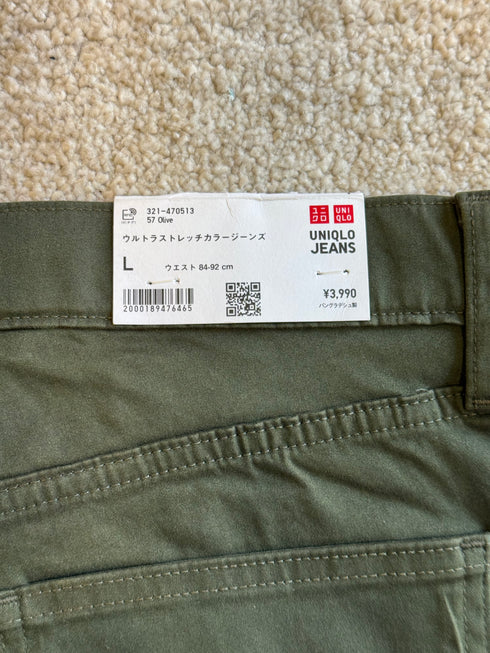 321-470513
57 Olive
ユニ
クロ
UNI
QLO
ウルトラストレッチカラージーンズ
UNIQLO
JEANS
L
ウエスト 84-92 cm
¥3,990
バングラデシュ製
2000189476465